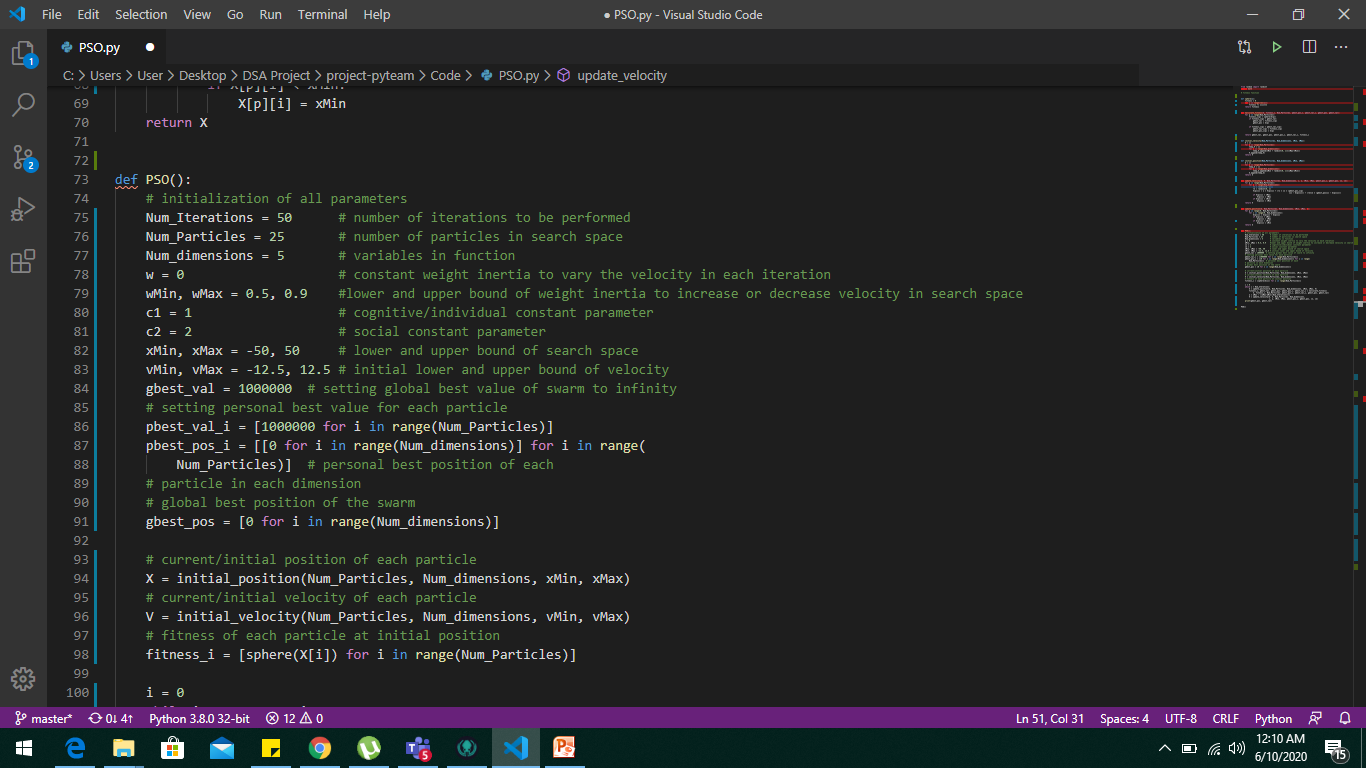 File Edit Selection View Go Run Terminal Help
● PSO.py - Visual Studio Code
PSO.py ●
C: > Users > User > Desktop > DSA Project > project-pyteam > Code > PSO.py > update_velocity
69 X[p][i] = xMin
70 return X
71
72
73 def PSO():
74 # initialization of all parameters
75 Num_Iterations = 50 # number of iterations to be performed
76 Num_Particles = 25 # number of particles in search space
77 Num_dimensions = 5 # variables in function
78 w = 0 # constant weight inertia to vary the velocity in each iteration
79 wMin, wMax = 0.5, 0.9 #lower and upper bound of weight inertia to increase or decrease velocity in search space
80 c1 = 1 # cognitive/individual constant parameter
81 c2 = 2 # social constant parameter
82 xMin, xMax = -50, 50 # lower and upper bound of search space
83 vMin, vMax = -12.5, 12.5 # initial lower and upper bound of velocity
84 gbest_val = 1000000 # setting global best value of swarm to infinity
85 # setting personal best value for each particle
86 pbest_val_i = [1000000 for i in range(Num_Particles)]
87 pbest_pos_i = [[0 for i in range(Num_dimensions)] for i in range(
88 Num_Particles)] # personal best position of each
89 # particle in each dimension
90 # global best position of the swarm
91 gbest_pos = [0 for i in range(Num_dimensions)]
92
93 # current/initial position of each particle
94 X = initial_position(Num_Particles, Num_dimensions, xMin, xMax)
95 # current/initial velocity of each particle
96 V = initial_velocity(Num_Particles, Num_dimensions, vMin, vMax)
97 # fitness of each particle at initial position
98 fitness_i = [sphere(X[i]) for i in range(Num_Particles)]
99
100 i = 0
1
2
master* 0↓ 4↑ Python 3.8.0 32-bit 12 0 Ln 51, Col 31 Spaces: 4 UTF-8 CRLF Python
5
12:10 AM
6/10/2020
15